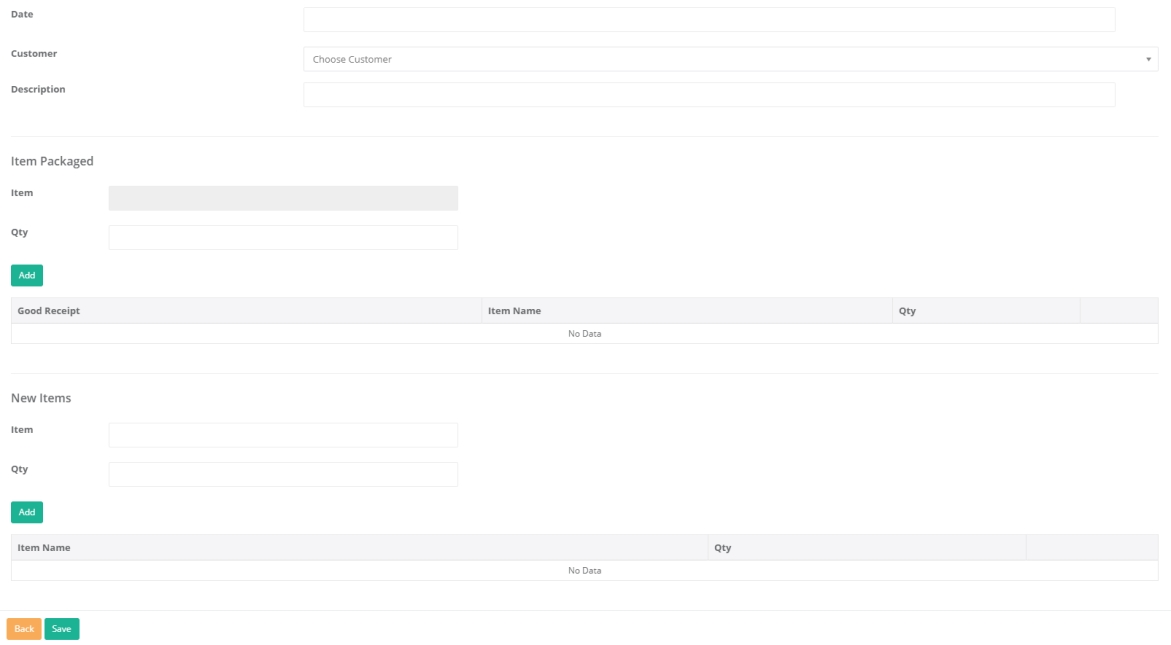 Date
Customer
Choose Customer
Description
Item Packaged
Item
Qty
Add
Good Receipt Item Name Qty
No Data
New Items
Item
Qty
Add
Item Name Qty
No Data
Back Save